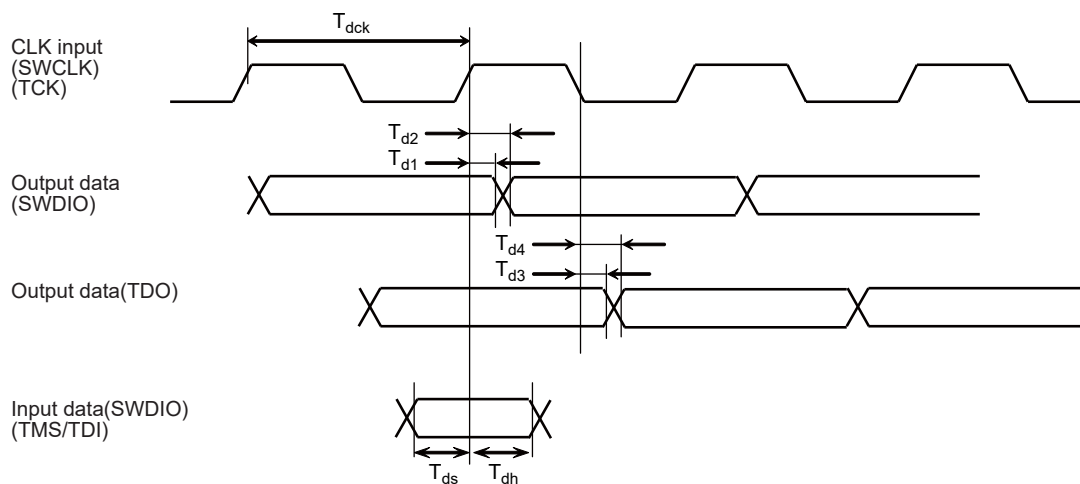 Tdck
CLK input
(SWCLK)
(TCK)
Td2
Td1
Output data
(SWDIO)
Td4
Td3
Output data(TDO)
Input data(SWDIO)
(TMS/TDI)
Tds
Tdh